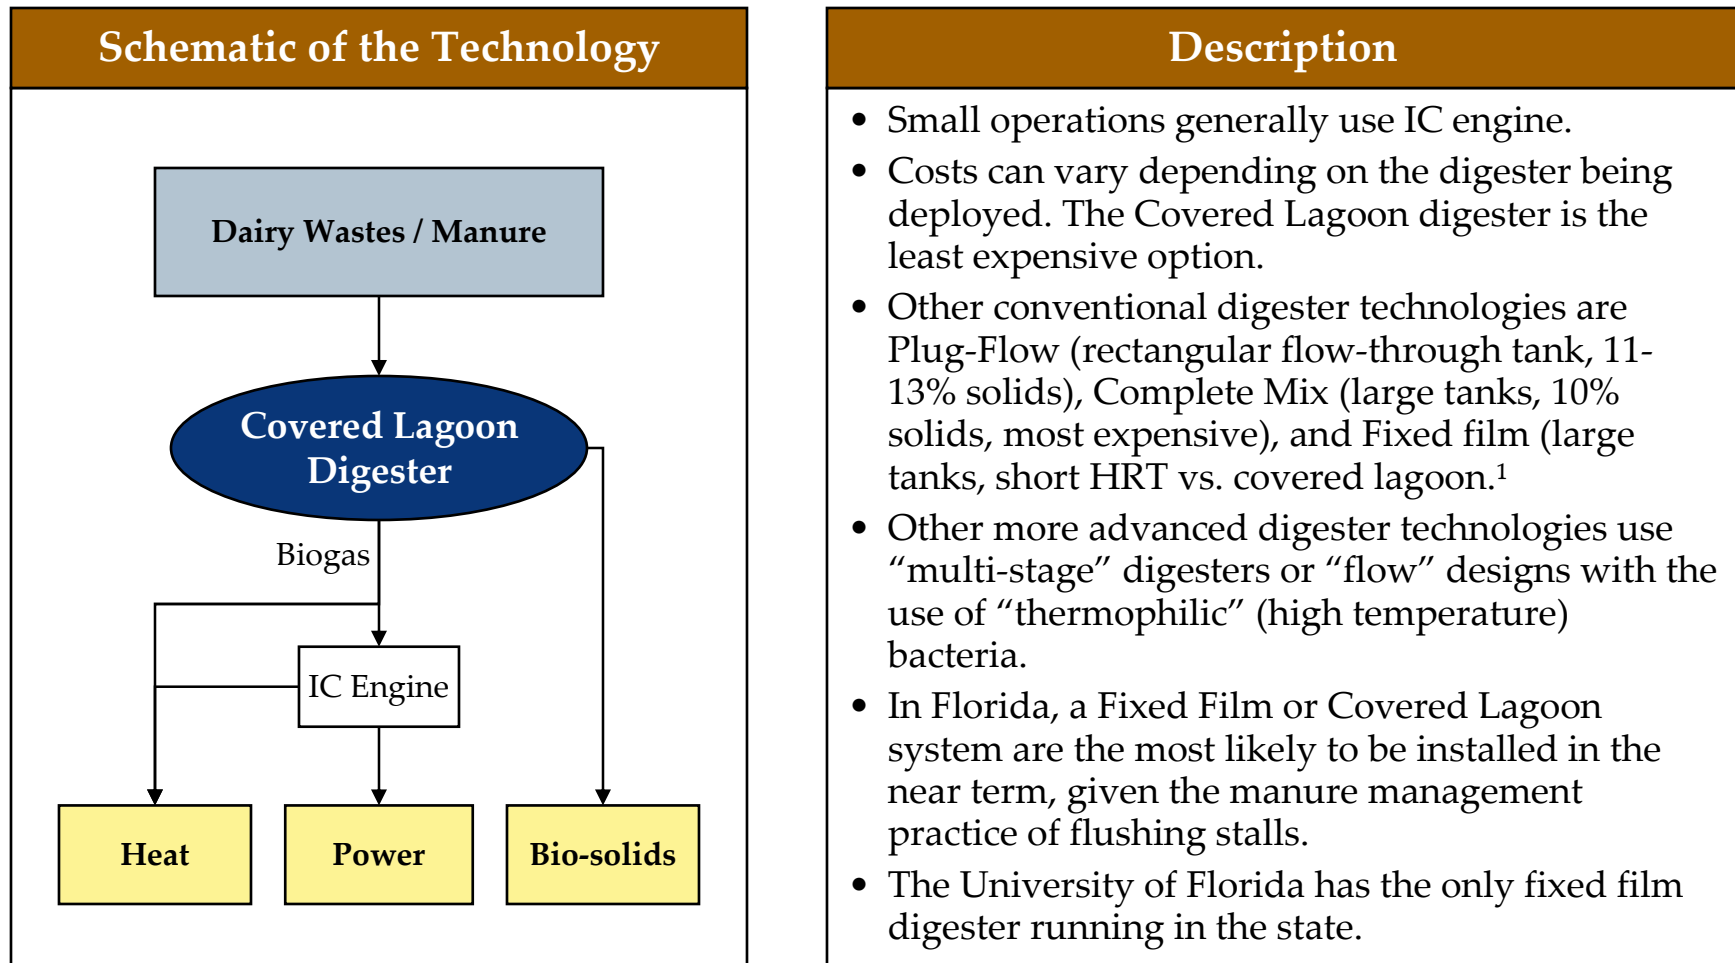 Schematic of the Technology
Dairy Wastes / Manure
Covered Lagoon
Digester
Biogas
IC Engine
Heat
Power
Bio-solids
Description
• Small operations generally use IC engine.
• Costs can vary depending on the digester being
deployed. The Covered Lagoon digester is the
least expensive option.
• Other conventional digester technologies are
Plug-Flow (rectangular flow-through tank, 11-
13% solids), Complete Mix (large tanks, 10%
solids, most expensive), and Fixed film (large
tanks, short HRT vs. covered lagoon.¹
• Other more advanced digester technologies use
“multi-stage” digesters or “flow” designs with the
use of “thermophilic” (high temperature)
bacteria.
• In Florida, a Fixed Film or Covered Lagoon
system are the most likely to be installed in the
near term, given the manure management
practice of flushing stalls.
• The University of Florida has the only fixed film
digester running in the state.